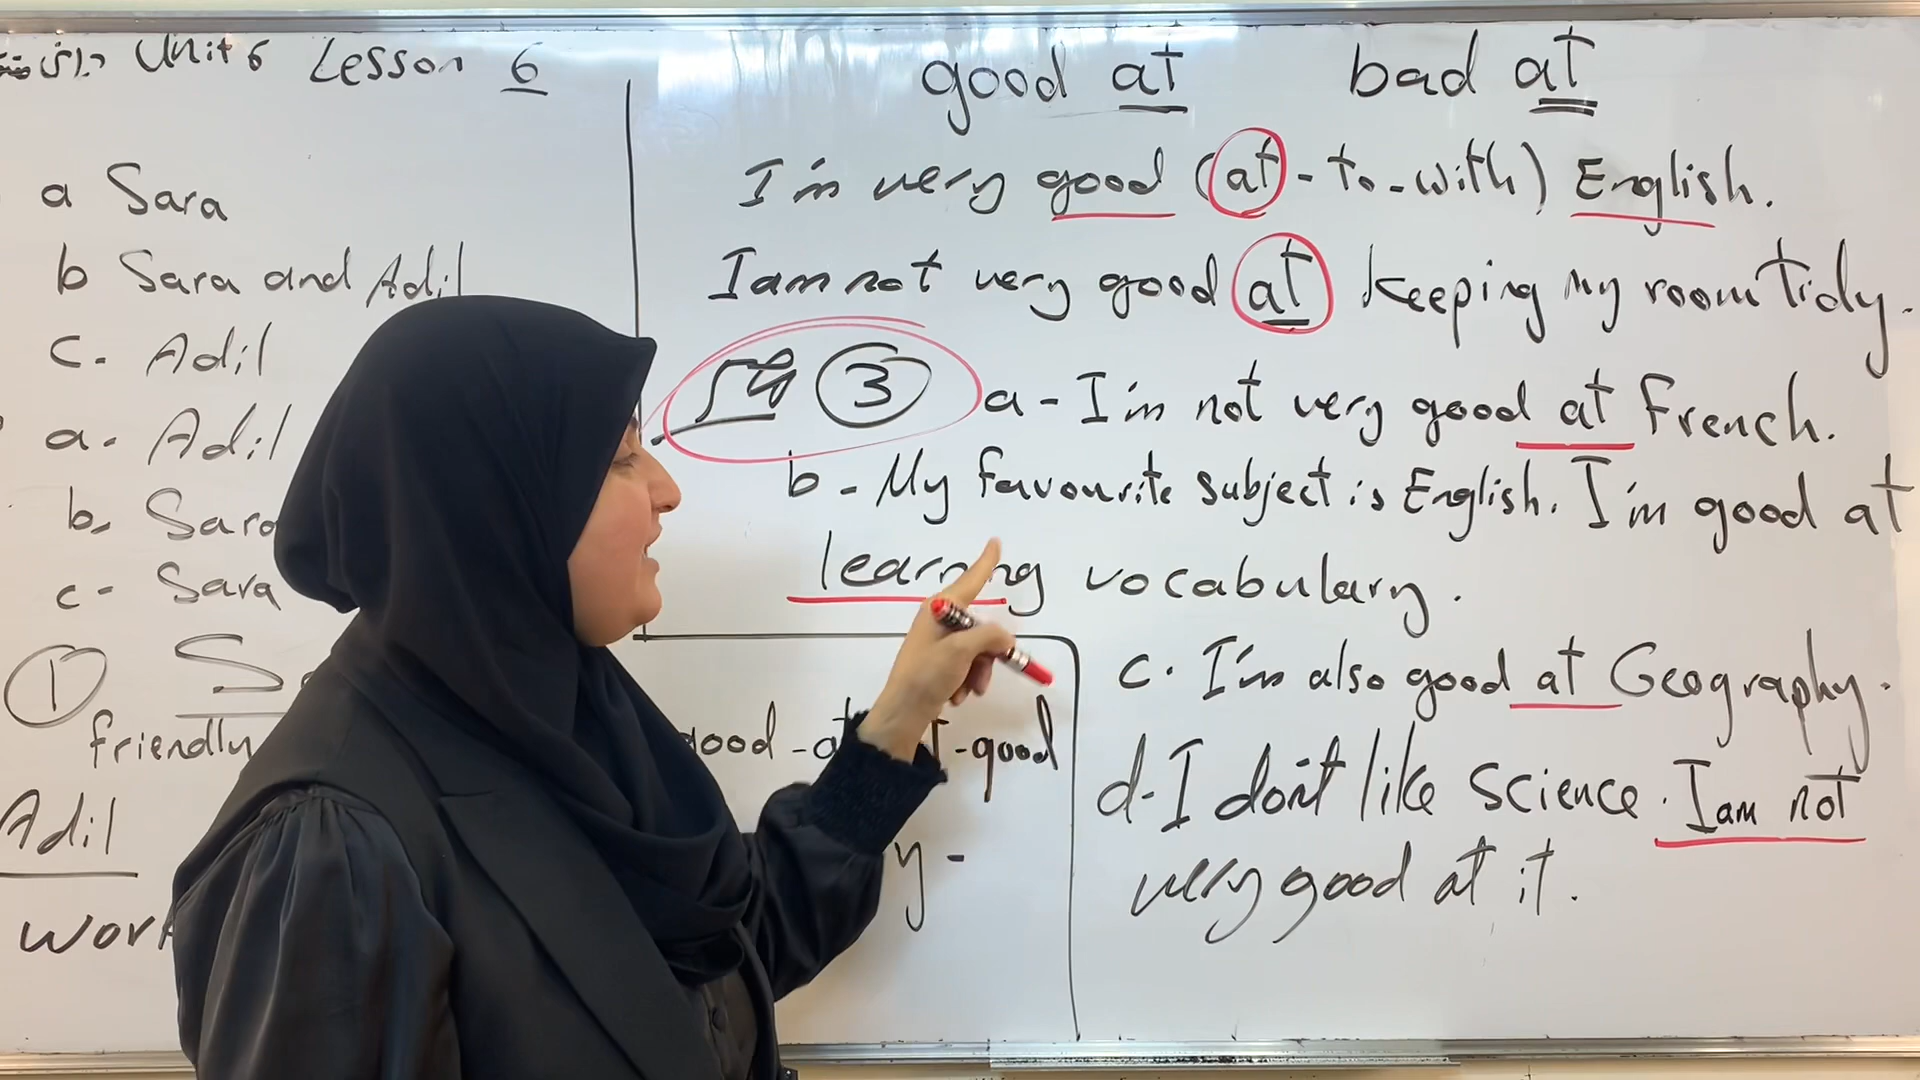 Unit 6 Lesson 6
a Sara
b Sara and Adil
c. Adil
a. Adil
b. Sara
c- Sara
①
friendly
Adil
good at bad at
I'm very good (at - to - with) English.
I am not very good at keeping my room tidy.
③ a - I'm not very good at French.
b - My favourite subject is English. I'm good at
learning vocabulary.
c. I'm also good at Geography.
d - I don't like science. I am not
very good at it.
good - at I - good
y -